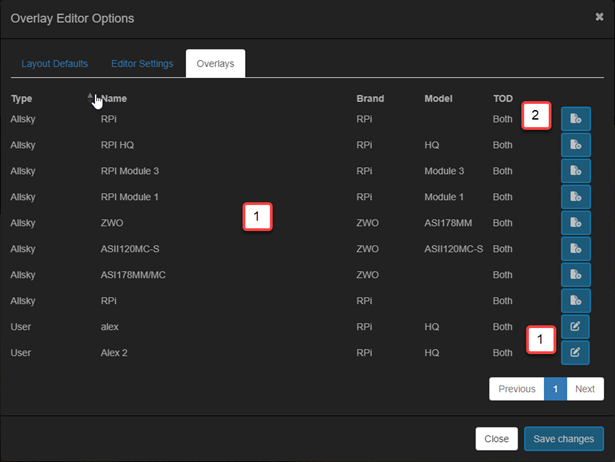 Overlay Editor Options
Layout Defaults Editor Settings Overlays
Type Name Brand Model TOD
Allsky RPi RPi Both 2
Allsky RPI HQ RPi HQ Both
Allsky RPI Module 3 RPi Module 3 Both
Allsky RPI Module 1 RPi Module 1 Both
Allsky ZWO 1 ZWO ASI178MM Both
Allsky ASII120MC-S ZWO ASII120MC-S Both
Allsky ASI178MM/MC ZWO Both
Allsky RPi RPi Both
User alex RPi HQ Both 1
User Alex 2 RPi HQ Both
Previous 1 Next
Close Save changes